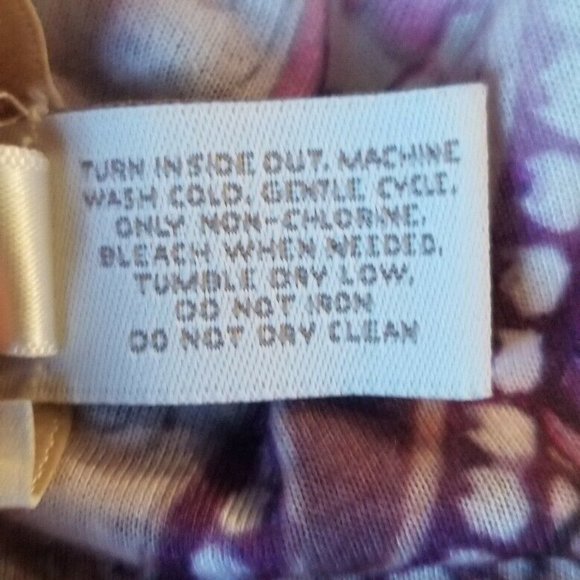 TURN INSIDE OUT. MACHINE
WASH COLD. GENTLE CYCLE.
ONLY NON-CHLORINE.
BLEACH WHEN NEEDED.
TUMBLE DRY LOW.
DO NOT IRON
DO NOT DRY CLEAN